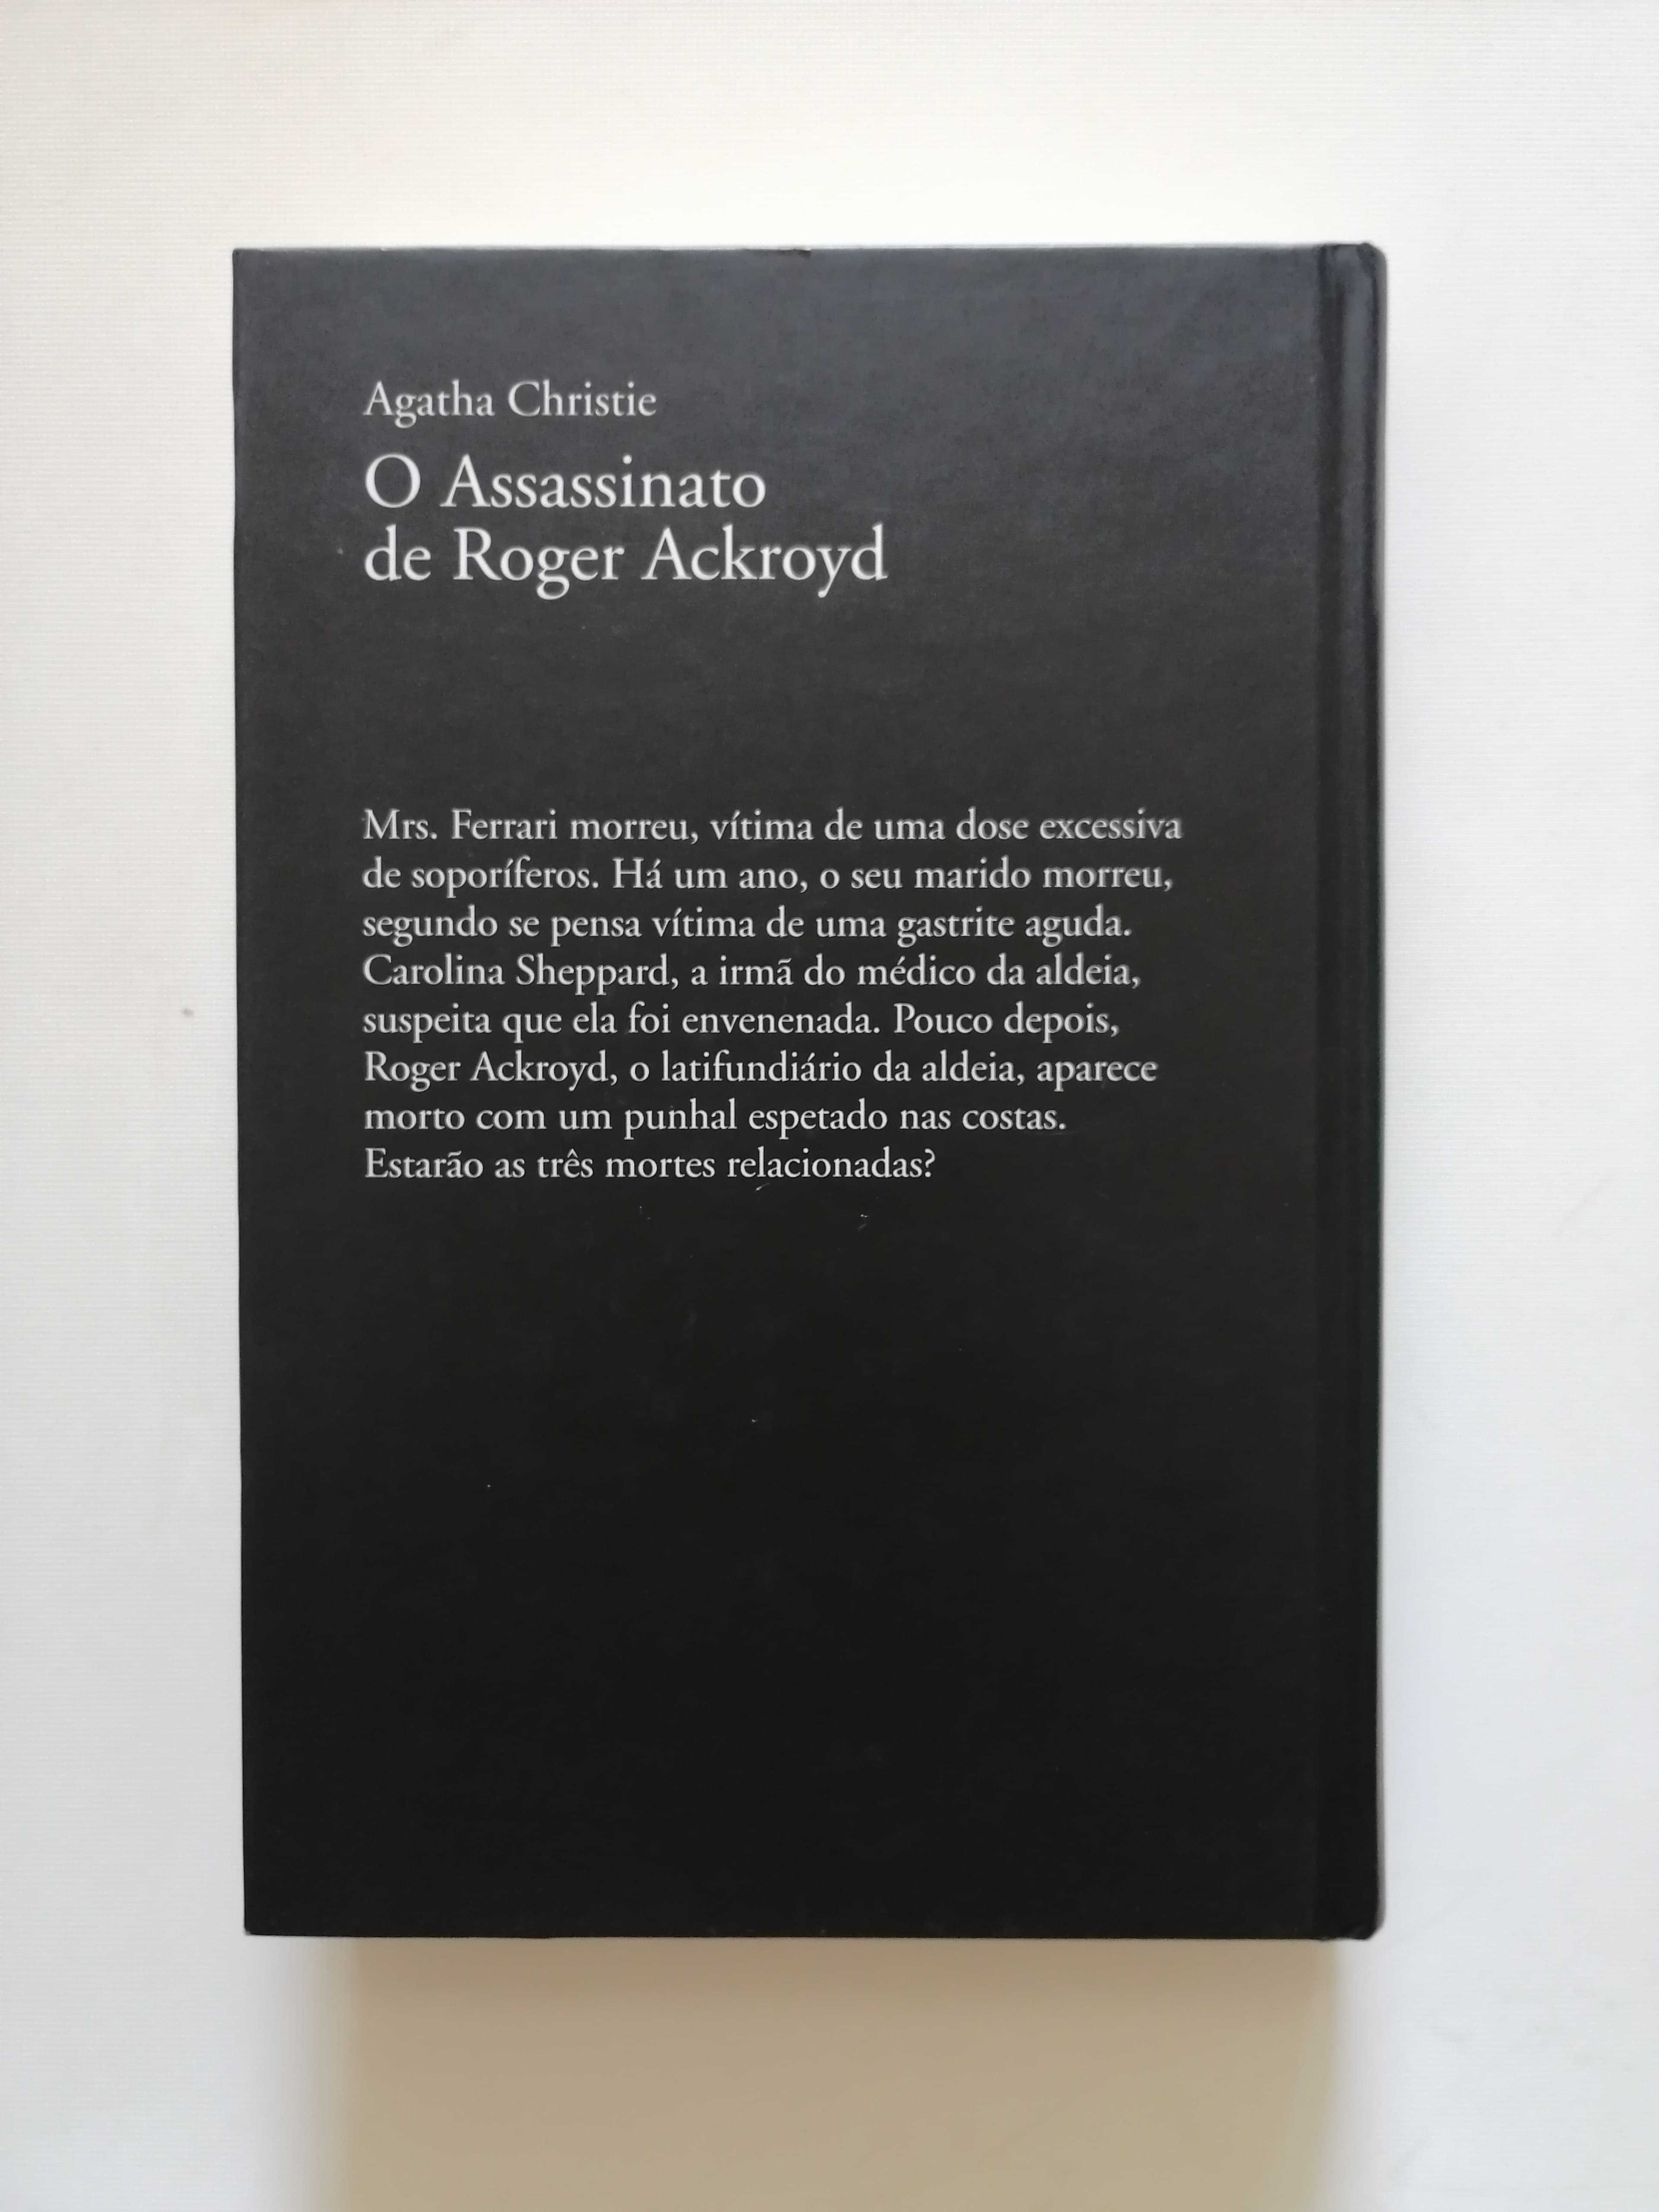 Agatha Christie
O Assassinato
de Roger Ackroyd
Mrs. Ferrari morreu, vítima de uma dose excessiva
de soporíferos. Há um ano, o seu marido morreu,
segundo se pensa vítima de uma gastrite aguda.
Carolina Sheppard, a irmã do médico da aldeia,
suspeita que ela foi envenenada. Pouco depois,
Roger Ackroyd, o latifundiário da aldeia, aparece
morto com um punhal espetado nas costas.
Estarão as três mortes relacionadas?